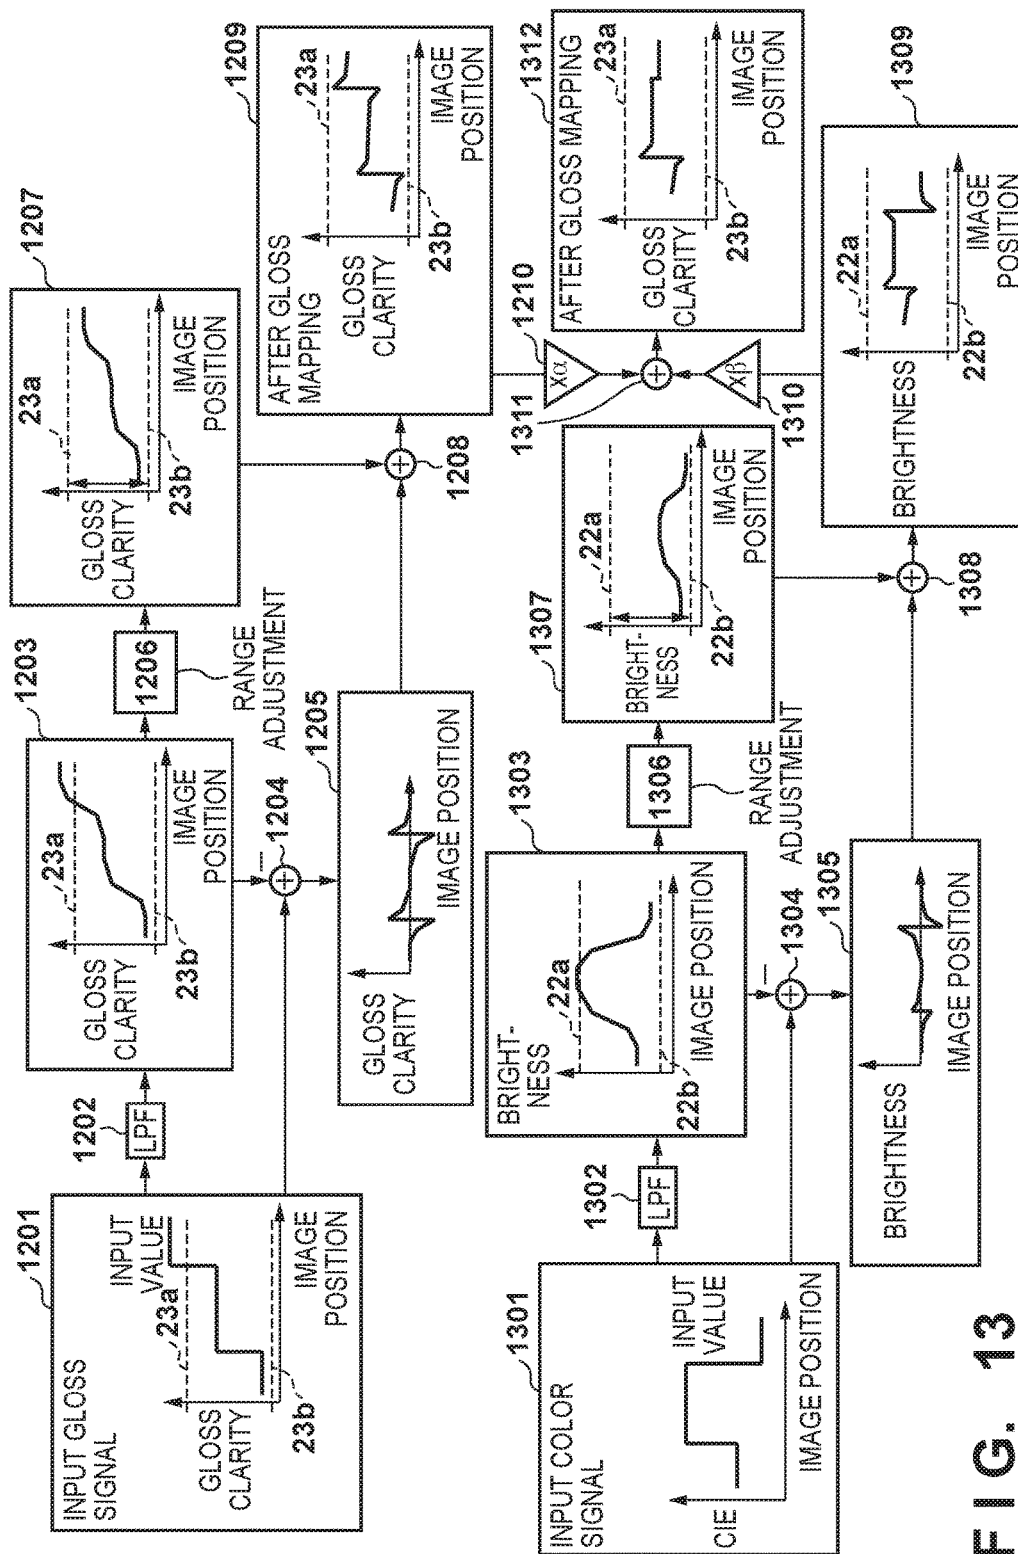 1201
INPUT GLOSS
SIGNAL
INPUT
VALUE
23a
GLOSS
CLARITY
23b
IMAGE
POSITION
1202
LPF
1203
23a
GLOSS
CLARITY
23b
IMAGE
POSITION
1204
−
1205
GLOSS CLARITY
IMAGE POSITION
1206
RANGE
ADJUSTMENT
1207
23a
GLOSS
CLARITY
23b
IMAGE
POSITION
1208
1209
AFTER GLOSS
MAPPING
23a
GLOSS
CLARITY
23b
IMAGE
POSITION
1210
Xα
1301
INPUT COLOR
SIGNAL
INPUT
VALUE
CIE
IMAGE POSITION
1302
LPF
1303
BRIGHT-
NESS
22a
22b
IMAGE POSITION
1304
−
1305
BRIGHTNESS
IMAGE POSITION
1306
RANGE
ADJUSTMENT
1307
22a
BRIGHT-
NESS
22b
IMAGE
POSITION
1308
1309
22a
BRIGHTNESS
22b
IMAGE
POSITION
1310
Xβ
1311
1312
AFTER GLOSS MAPPING
23a
GLOSS
CLARITY
23b
IMAGE
POSITION
FIG. 13